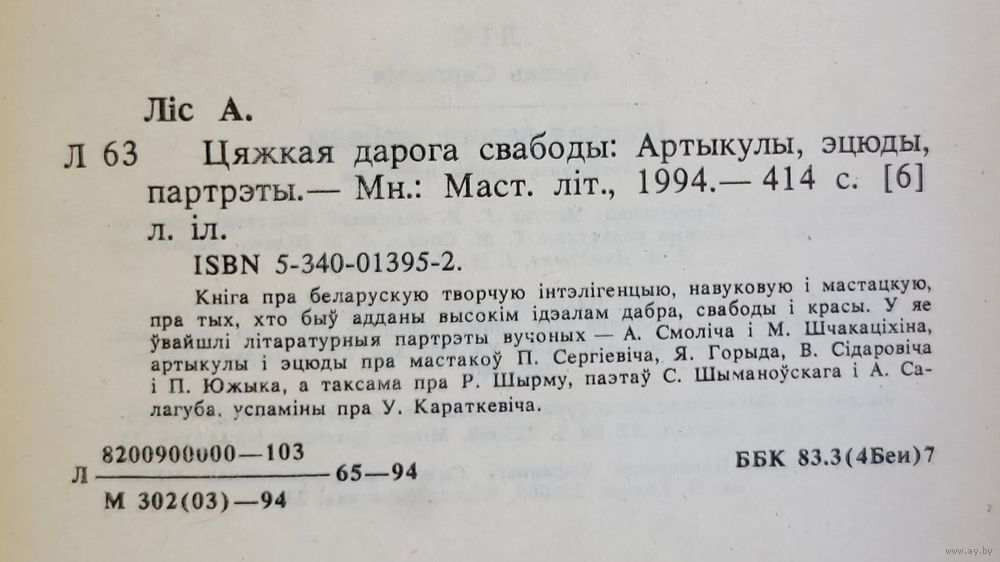 Ліс А.
Л 63 Цяжкая дарога свабоды: Артыкулы, эцюды,
партрэты.— Мн.: Маст. літ., 1994.— 414 с. [6]
л. іл.
ISBN 5-340-01395-2.
Кніга пра беларускую творчую інтэлігенцыю, навуковую і мастацкую,
пра тых, хто быў адданы высокім ідэалам дабра, свабоды і красы. У яе
ўвайшлі літаратурныя партрэты вучоных — А. Смоліча і М. Шчакаціхіна,
артыкулы і эцюды пра мастакоў П. Сергіевіча, Я. Горыда, В. Сідаровіча
і П. Южыка, а таксама пра Р. Шырму, паэтаў С. Шыманоўскага і А. Са-
лагуба, успаміны пра У. Караткевіча.
8200900000—103
Л 65—94
М 302(03)—94
ББК 83.3(4Беи)7
www.ay.by